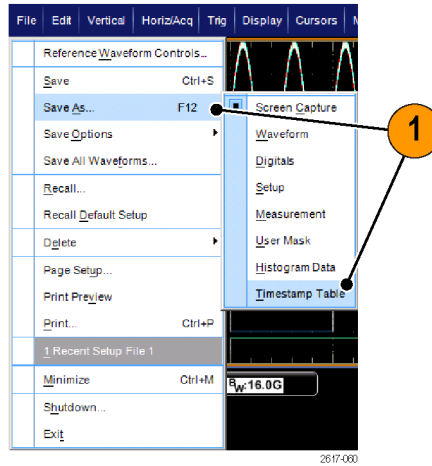 File Edit Vertical Horiz/Acq Trig Display Cursors
Reference Waveform Controls...
Save Ctrl+S
Save As... F12
Save Options
Save All Waveforms...
Recall...
Recall Default Setup
Delete
Page Setup...
Print Preview
Print... Ctrl+P
1 Recent Setup File 1
Minimize Ctrl+M
Shutdown...
Exit
Screen Capture
Waveform
Digitals
Setup
Measurement
User Mask
Histogram Data
Timestamp Table
1
BW:16.0G
2617-060